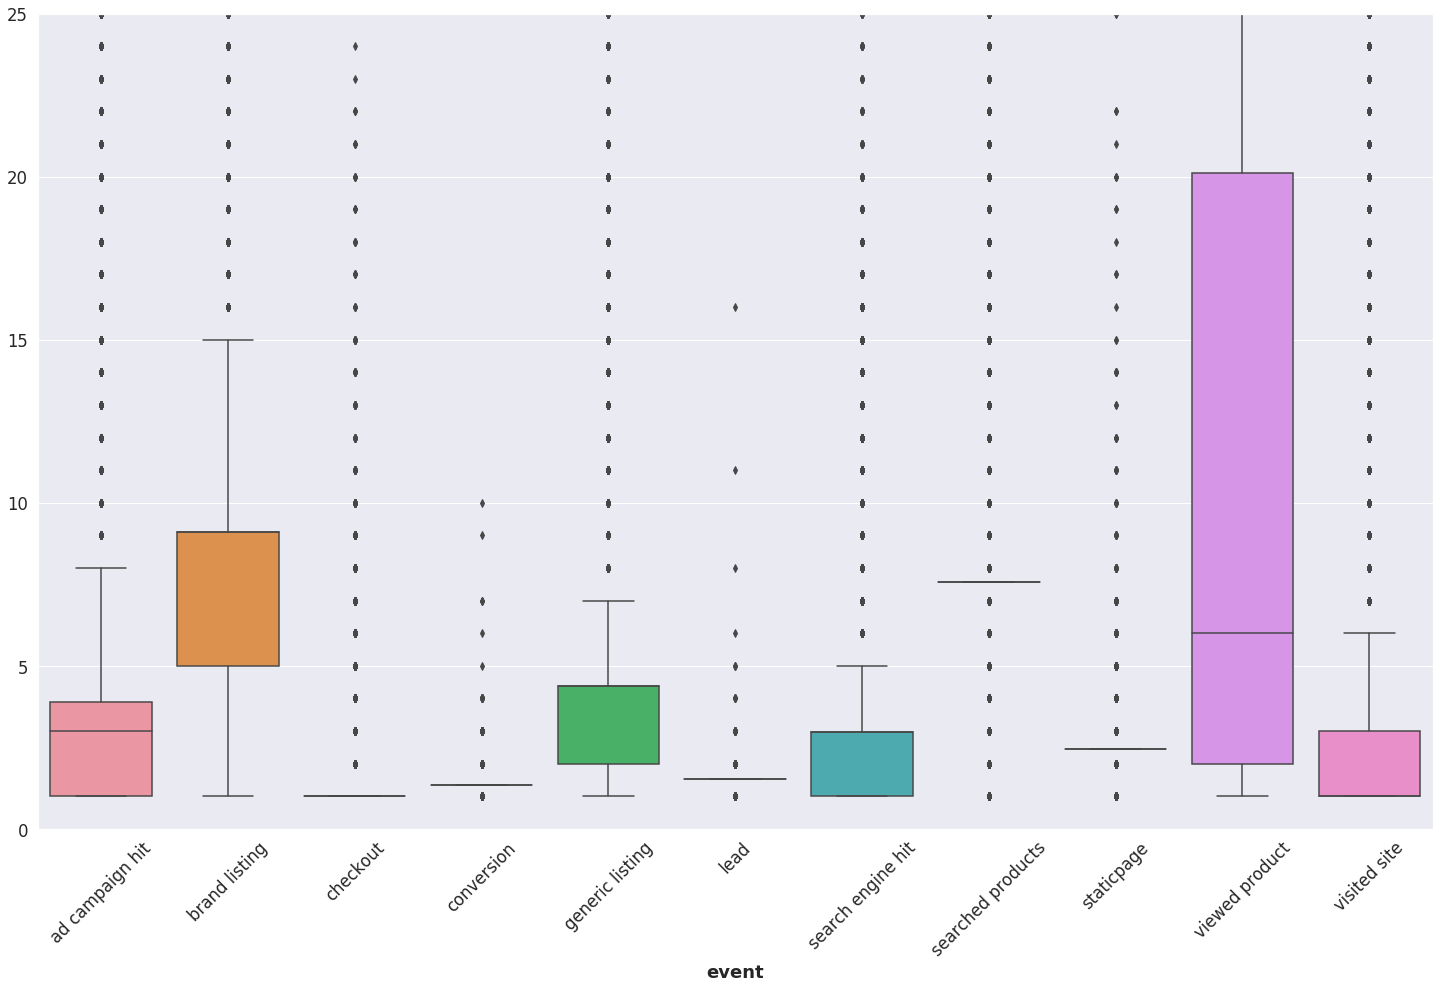 25
20
15
10
5
0
ad campaign hit
brand listing
checkout
conversion
generic listing
lead
search engine hit
searched products
staticpage
viewed product
visited site
event